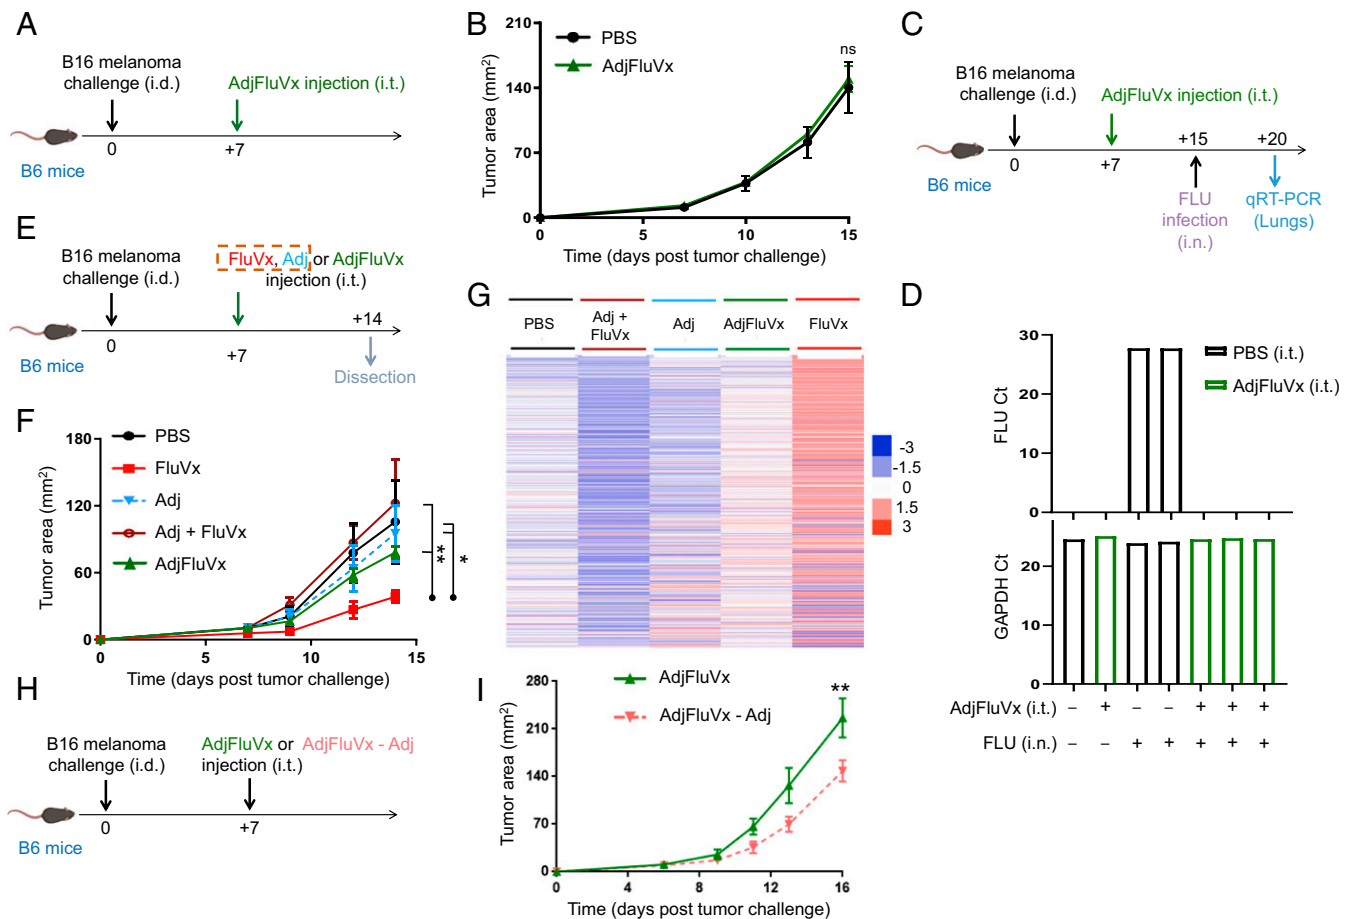 A
B16 melanoma
challenge (i.d.)
AdjFluVx injection (i.t.)
0
+7
B6 mice
B
210
140
70
0
Tumor area (mm²)
PBS
AdjFluVx
ns
0
5
10
15
Time (days post tumor challenge)
C
B16 melanoma
challenge (i.d.)
AdjFluVx injection (i.t.)
+15
+20
0
+7
B6 mice
FLU
infection
(i.n.)
qRT-PCR
(Lungs)
E
B16 melanoma
challenge (i.d.)
FluVx, Adj or AdjFluVx
injection (i.t.)
+14
0
+7
B6 mice
Dissection
G
PBS
Adj +
FluVx
Adj
AdjFluVx
FluVx
-3
-1.5
0
1.5
3
D
30
20
10
0
FLU Ct
PBS (i.t.)
AdjFluVx (i.t.)
20
10
0
GAPDH Ct
AdjFluVx (i.t.) – + – – + + +
FLU (i.n.) – – + + + + +
F
180
120
60
0
Tumor area (mm²)
PBS
FluVx
Adj
Adj + FluVx
AdjFluVx
**
*
0
5
10
15
Time (days post tumor challenge)
H
B16 melanoma
challenge (i.d.)
AdjFluVx or AdjFluVx - Adj
injection (i.t.)
0
+7
B6 mice
I
280
210
140
70
0
Tumor area (mm²)
AdjFluVx
AdjFluVx - Adj
**
0
4
8
12
16
Time (days post tumor challenge)